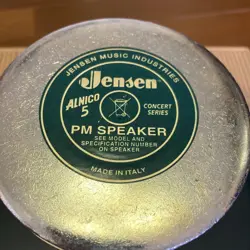 JENSEN MUSIC INDUSTRIES
Jensen
ALNICO
5
CONCERT
SERIES
PM SPEAKER
SEE MODEL AND
SPECIFICATION NUMBER
ON SPEAKER
MADE IN ITALY